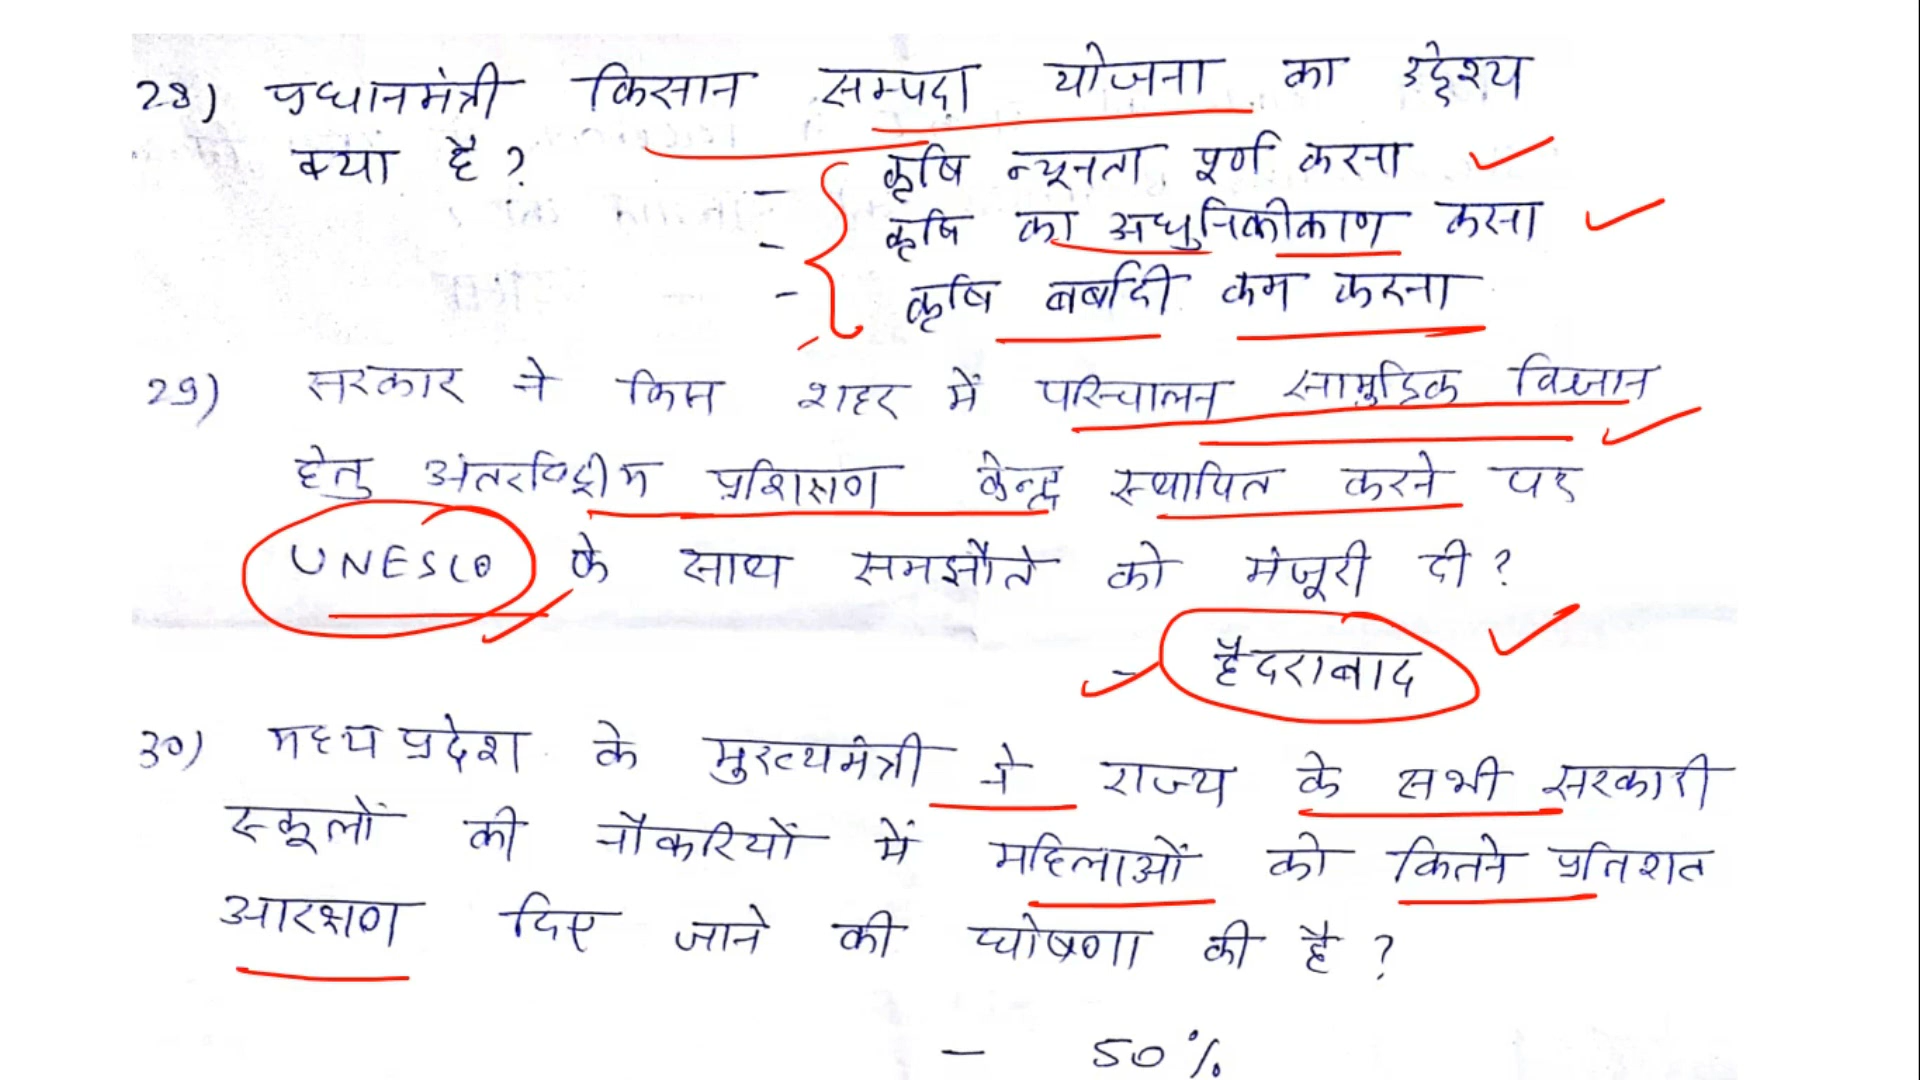 28) प्रधानमंत्री किसान सम्पदा योजना का उद्देश्य
क्या है ?
- कृषि न्यूनता पूर्ण करना
- कृषि का अधुनिकीकरण करना
- कृषि बर्बादी कम करना
29) सरकार ने किस शहर में परिचालन सामुद्रिक विज्ञान
हेतु अंतरराष्ट्रीय प्रशिक्षण केन्द्र स्थापित करने पर
UNESCO के साथ समझौते को मंजूरी दी ?
- हैदराबाद
30) मध्य प्रदेश के मुख्यमंत्री ने राज्य के सभी सरकारी
स्कूलों की नौकरियों में महिलाओं को कितने प्रतिशत
आरक्षण दिए जाने की घोषणा की है ?
- 50 %